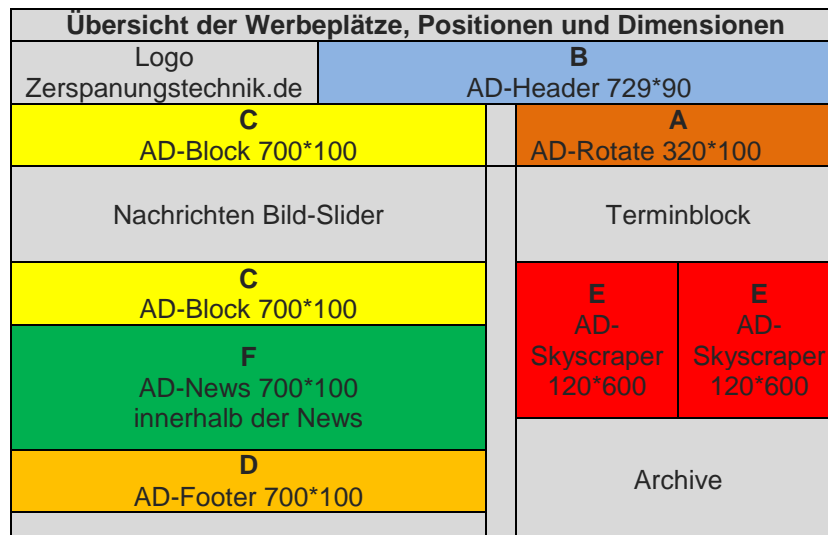 Übersicht der Werbeplätze, Positionen und Dimensionen
Logo
Zerspanungstechnik.de
B
AD-Header 729*90
C
AD-Block 700*100
A
AD-Rotate 320*100
Nachrichten Bild-Slider
Terminblock
C
AD-Block 700*100
E
AD-
Skyscraper
120*600
E
AD-
Skyscraper
120*600
F
AD-News 700*100
innerhalb der News
D
AD-Footer 700*100
Archive